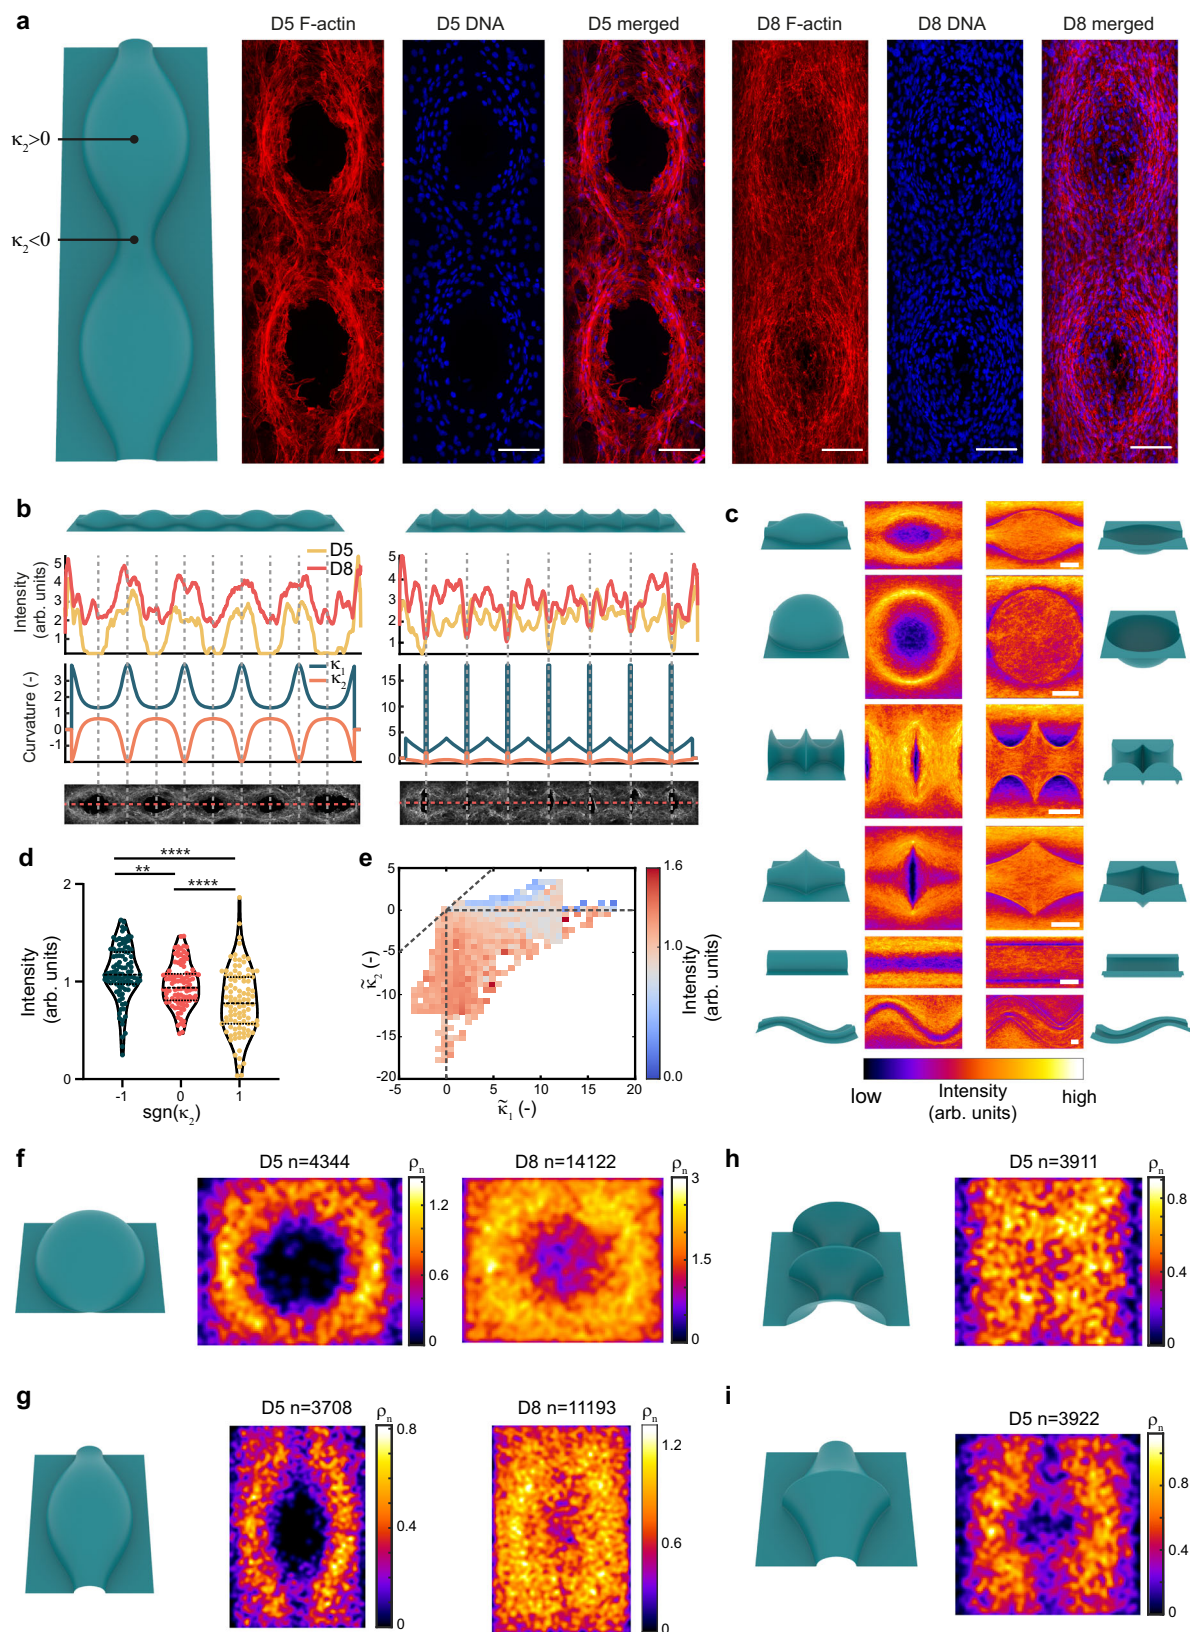 a
D5 F-actin
D5 DNA
D5 merged
D8 F-actin
D8 DNA
D8 merged
κ₂>0
κ₂<0
b
D5
D8
Intensity
(arb. units)
5
4
3
2
1
5
4
3
2
1
κ₁
κ₂
Curvature (-)
3
1
0
-1
15
10
5
0
c
low
Intensity
(arb. units)
high
d
****
**
****
Intensity
(arb. units)
2
1
0
-1
0
1
sgn(κ₂)
e
κ̃₂ (-)
5
0
-5
-10
-15
-20
-5
0
5
10
15
20
κ̃₁ (-)
1.6
1.0
0.0
Intensity
(arb. units)
f
D5 n=4344
ρₙ
1.2
0.6
0
D8 n=14122
ρₙ
3
1.5
0
h
D5 n=3911
ρₙ
0.8
0.4
0
g
D5 n=3708
ρₙ
0.8
0.4
0
D8 n=11193
ρₙ
1.2
0.6
0
i
D5 n=3922
ρₙ
0.8
0.4
0